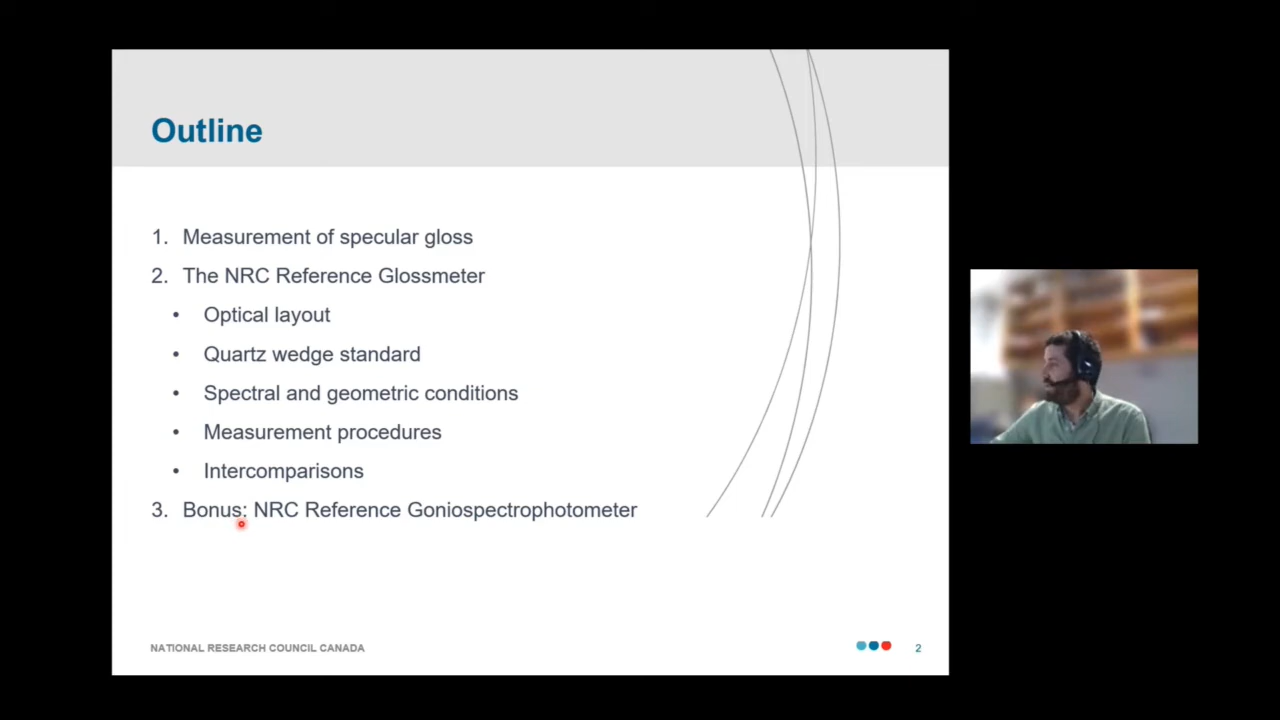 Outline
1. Measurement of specular gloss
2. The NRC Reference Glossmeter
• Optical layout
• Quartz wedge standard
• Spectral and geometric conditions
• Measurement procedures
• Intercomparisons
3. Bonus: NRC Reference Goniospectrophotometer
NATIONAL RESEARCH COUNCIL CANADA
2